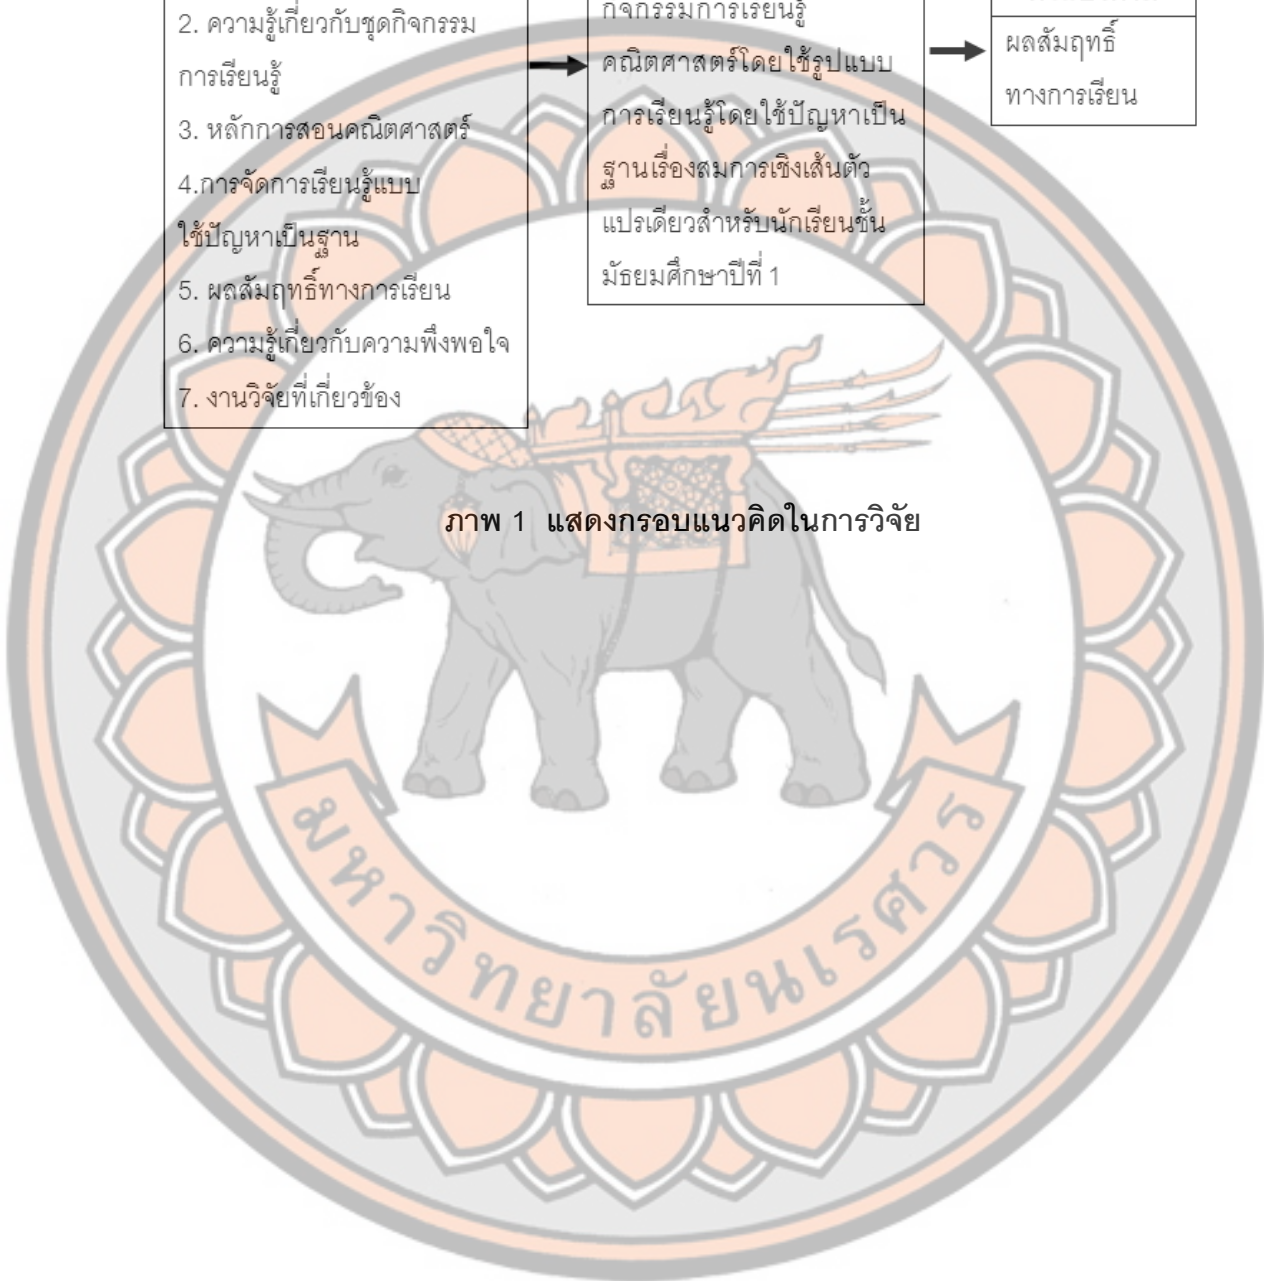 2. ความรู้เกี่ยวกับชุดกิจกรรม
การเรียนรู้
3. หลักการสอนคณิตศาสตร์
4.การจัดการเรียนรู้แบบ
ใช้ปัญหาเป็นฐาน
5. ผลสัมฤทธิ์ทางการเรียน
6. ความรู้เกี่ยวกับความพึงพอใจ
7. งานวิจัยที่เกี่ยวข้อง
กิจกรรมการเรียนรู้
คณิตศาสตร์โดยใช้รูปแบบ
การเรียนรู้โดยใช้ปัญหาเป็น
ฐานเรื่องสมการเชิงเส้นตัว
แปรเดียวสำหรับนักเรียนชั้น
มัธยมศึกษาปีที่ 1
ผลสัมฤทธิ์
ทางการเรียน
ภาพ 1 แสดงกรอบแนวคิดในการวิจัย
มหาวิทยาลัยนเรศวร